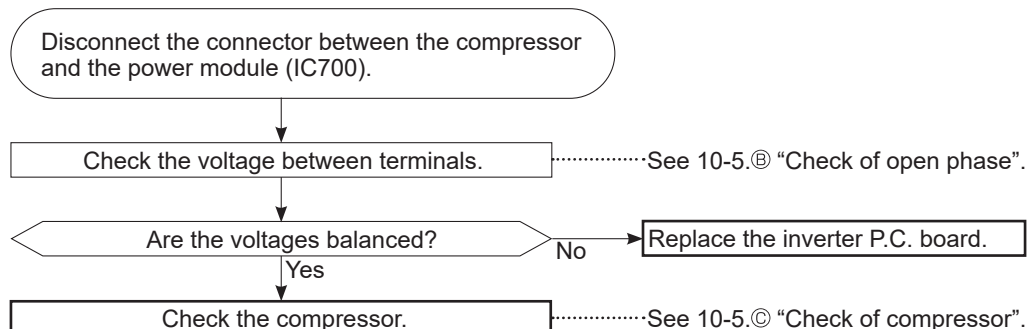 Disconnect the connector between the compressor
and the power module (IC700).
Check the voltage between terminals.
See 10-5.Ⓑ “Check of open phase”.
Are the voltages balanced?
No
Replace the inverter P.C. board.
Yes
Check the compressor.
See 10-5.Ⓒ “Check of compressor”.